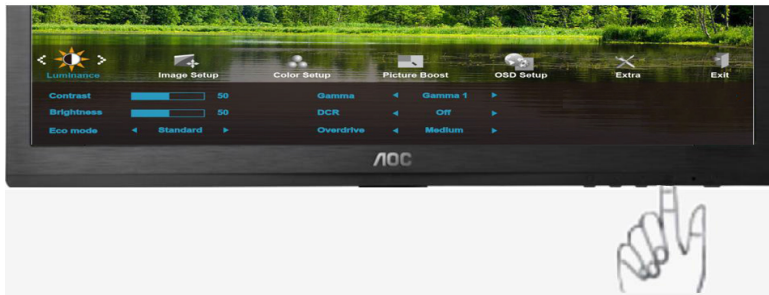 Luminance Image Setup Color Setup Picture Boost OSD Setup Extra Exit
Contrast 50 Gamma Gamma 1
Brightness 50 DCR Off
Eco mode Standard Overdrive Medium
AOC